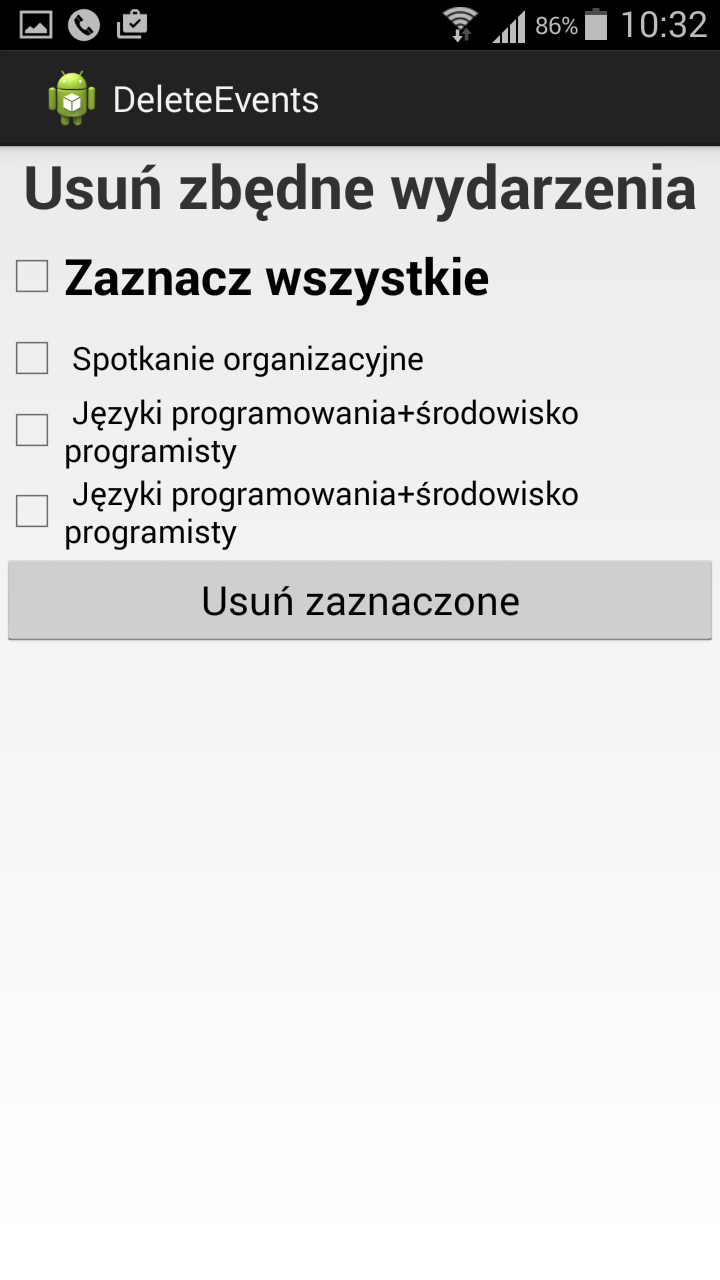 86% 10:32
DeleteEvents
Usuń zbędne wydarzenia
Zaznacz wszystkie
Spotkanie organizacyjne
Języki programowania+środowisko
programisty
Języki programowania+środowisko
programisty
Usuń zaznaczone